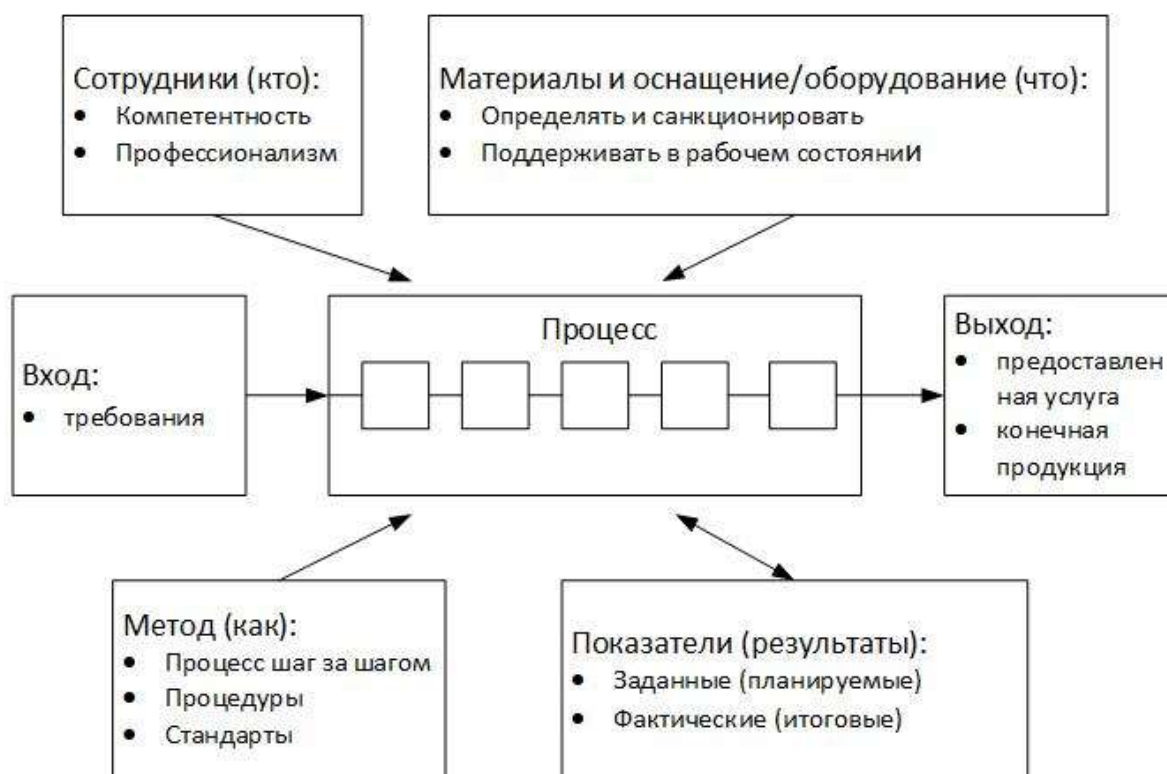 Сотрудники (кто):
• Компетентность
• Профессионализм
Материалы и оснащение/оборудование (что):
• Определять и санкционировать
• Поддерживать в рабочем состоянии
Вход:
• требования
Процесс
Выход:
• предоставлен
ная услуга
• конечная
продукция
Метод (как):
• Процесс шаг за шагом
• Процедуры
• Стандарты
Показатели (результаты):
• Заданные (планируемые)
• Фактические (итоговые)